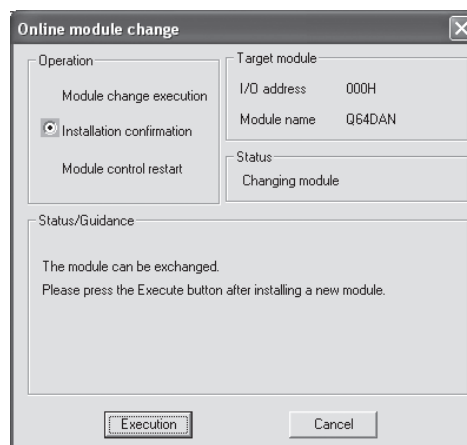 Online module change
Operation
Module change execution
Installation confirmation
Module control restart
Target module
I/O address 000H
Module name Q64DAN
Status
Changing module
Status/Guidance
The module can be exchanged.
Please press the Execute button after installing a new module.
Execution
Cancel